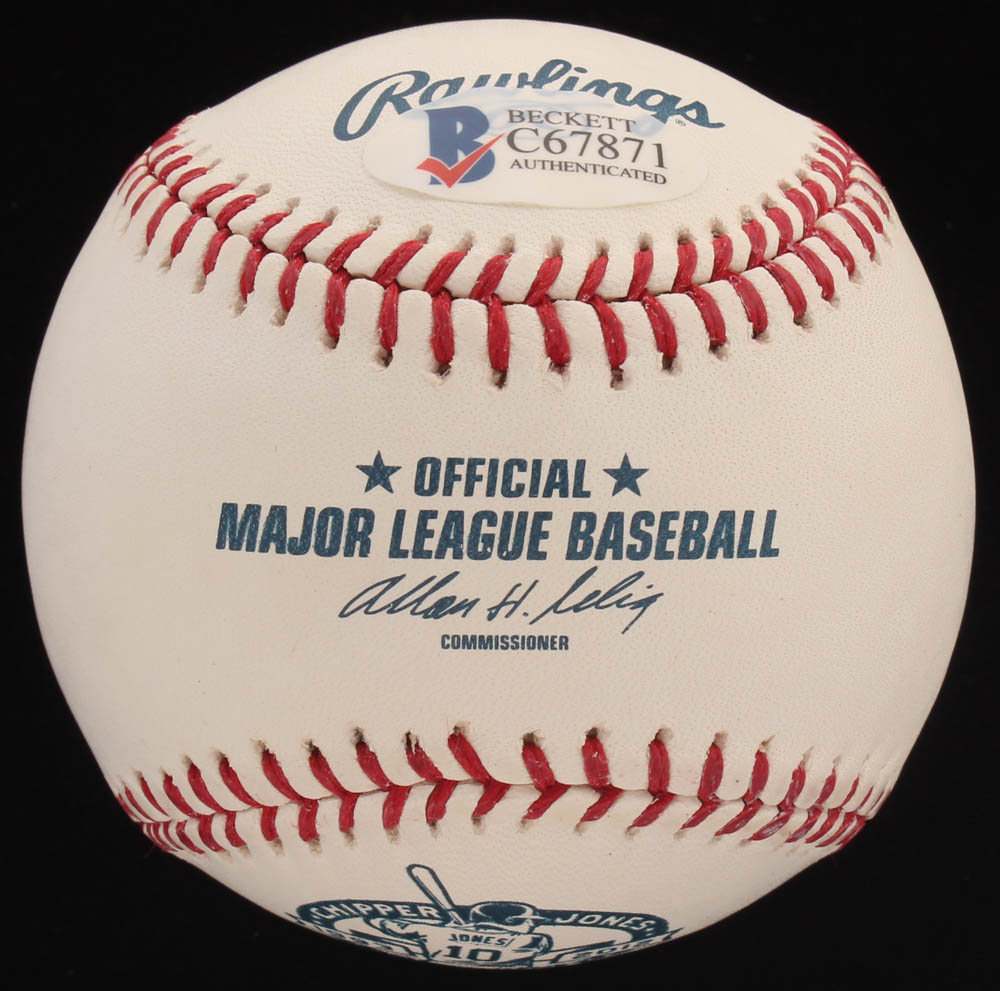 Rawlings®
BECKETT
C67871
AUTHENTICATED
★ OFFICIAL ★
MAJOR LEAGUE BASEBALL
Allan H. Selig
COMMISSIONER
CHIPPER JONES
JONES
10